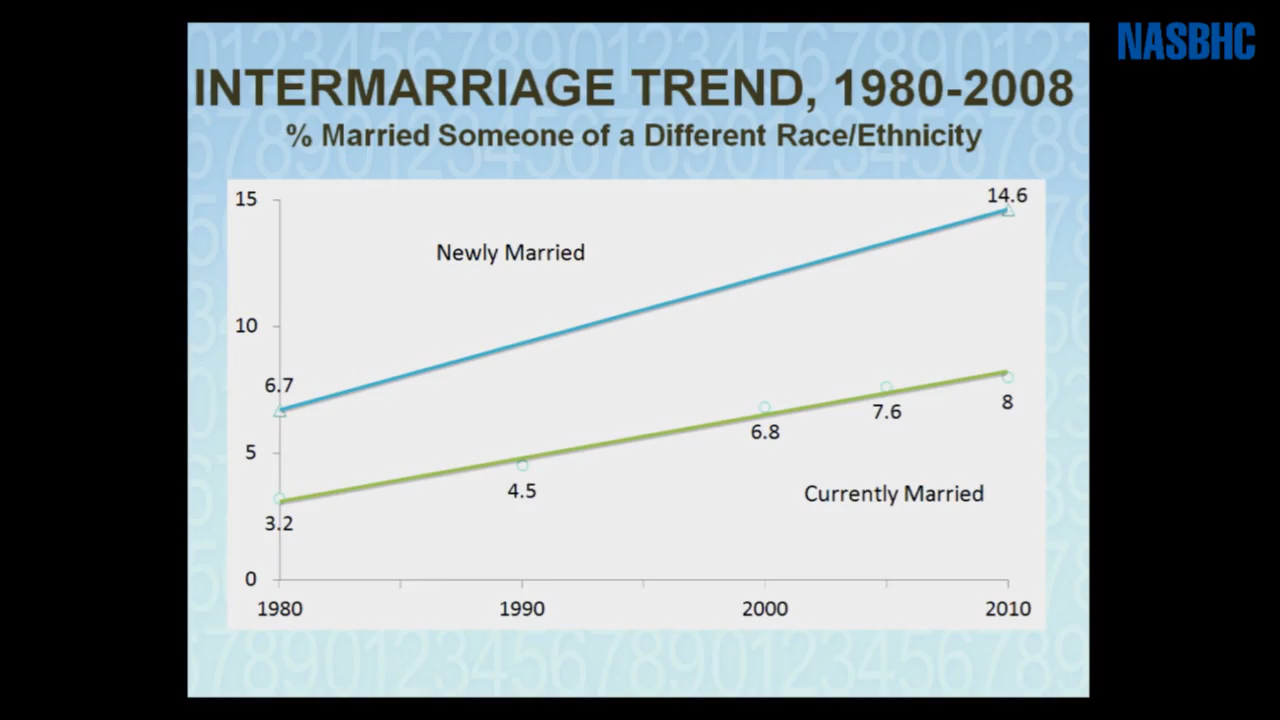 NASBHC
INTERMARRIAGE TREND, 1980-2008
% Married Someone of a Different Race/Ethnicity
15
14.6
Newly Married
10
6.7
8
7.6
6.8
5
4.5
Currently Married
3.2
0
1980 1990 2000 2010